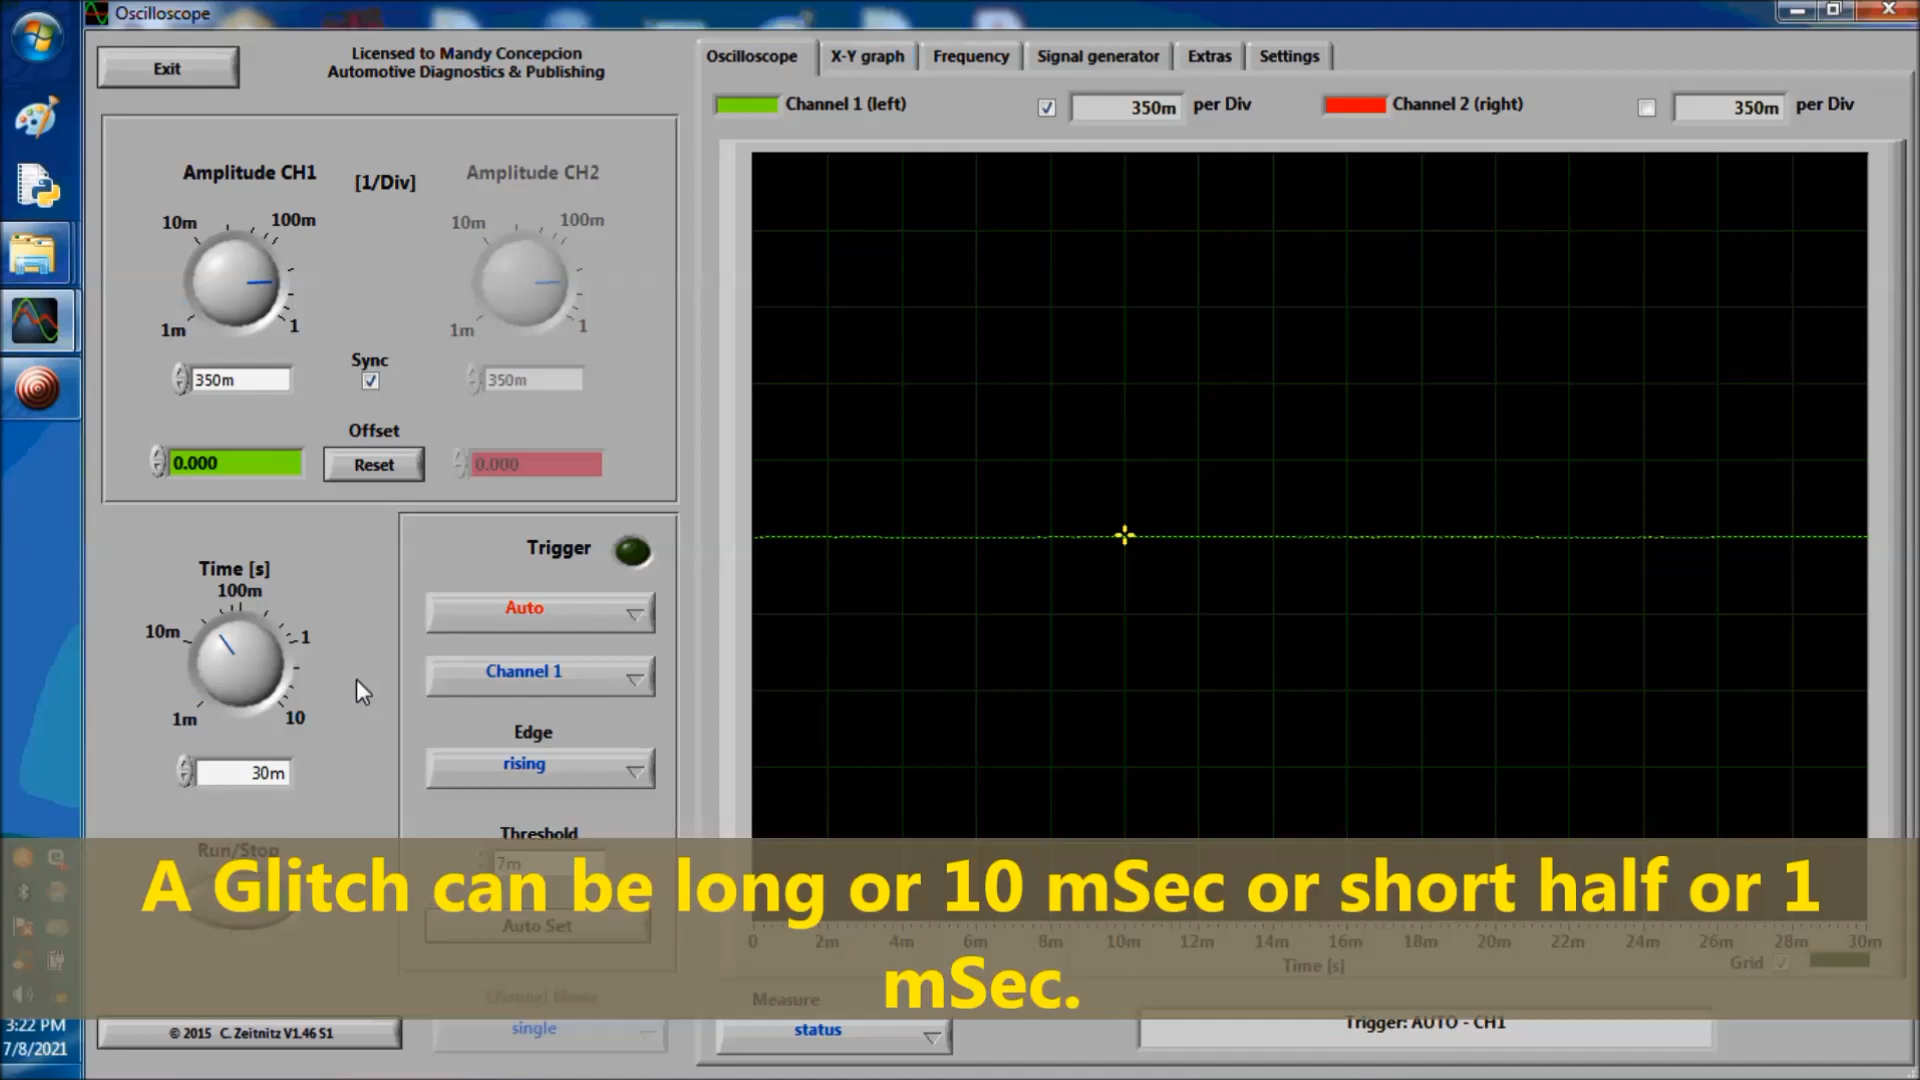 Oscilloscope
Exit
Licensed to Mandy Concepcion
Automotive Diagnostics & Publishing
Oscilloscope
X-Y graph
Frequency
Signal generator
Extras
Settings
Channel 1 (left)
350m
per Div
Channel 2 (right)
350m
per Div
Amplitude CH1
[1/Div]
Amplitude CH2
10m
100m
1m
1
10m
100m
1m
1
Sync
350m
350m
Offset
0.000
Reset
0.000
Time [s]
100m
10m
1
1m
10
30m
Trigger
Auto
Channel 1
Edge
rising
Threshold
7m
Auto Set
Run/Stop
A Glitch can be long or 10 mSec or short half or 1
mSec.
0 2m 4m 6m 8m 10m 12m 14m 16m 18m 20m 22m 24m 26m 28m 30m
Time [s]
Grid
Measure
status
Trigger: AUTO - CH1
single
© 2015 C. Zeitnitz V1.46 S1
3:22 PM
7/8/2021